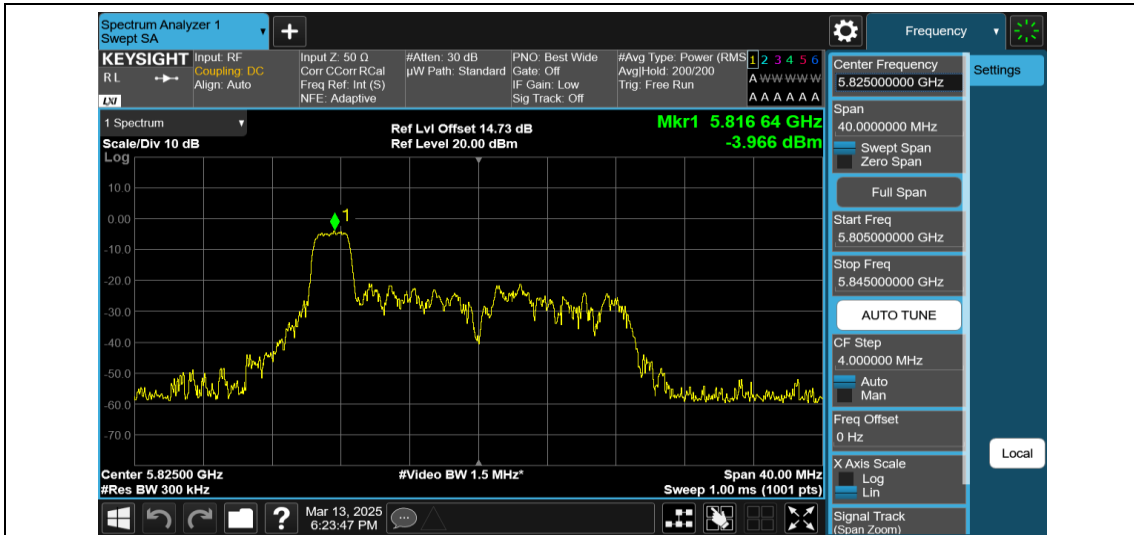 Spectrum Analyzer 1
Swept SA
Frequency
KEYSIGHT
R L
LXI
Input: RF
Coupling: DC
Align: Auto
Input Z: 50 Ω
Corr CCorr RCal
Freq Ref: Int (S)
NFE: Adaptive
#Atten: 30 dB
µW Path: Standard
PNO: Best Wide
Gate: Off
IF Gain: Low
Sig Track: Off
#Avg Type: Power (RMS
Avg|Hold: 200/200
Trig: Free Run
1 2 3 4 5 6
A W W W W W
A A A A A A
1 Spectrum
Scale/Div 10 dB
Log
Ref Lvl Offset 14.73 dB
Ref Level 20.00 dBm
Mkr1 5.816 64 GHz
-3.966 dBm
1
10.0
0.00
-10.0
-20.0
-30.0
-40.0
-50.0
-60.0
-70.0
Center 5.82500 GHz
#Res BW 300 kHz
#Video BW 1.5 MHz*
Span 40.00 MHz
Sweep 1.00 ms (1001 pts)
Mar 13, 2025
6:23:47 PM
Center Frequency
5.825000000 GHz
Settings
Span
40.0000000 MHz
Swept Span
Zero Span
Full Span
Start Freq
5.805000000 GHz
Stop Freq
5.845000000 GHz
AUTO TUNE
CF Step
4.000000 MHz
Auto
Man
Freq Offset
0 Hz
Local
X Axis Scale
Log
Lin
Signal Track
(Span Zoom)